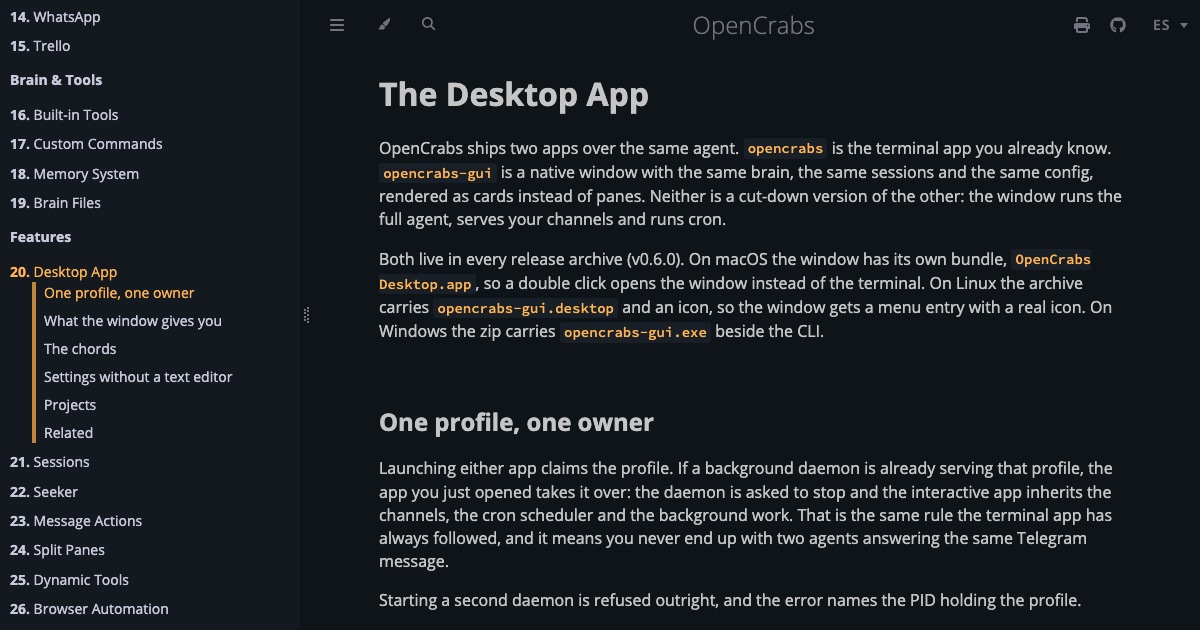 14. WhatsApp
15. Trello
Brain & Tools
16. Built-in Tools
17. Custom Commands
18. Memory System
19. Brain Files
Features
20. Desktop App
One profile, one owner
What the window gives you
The chords
Settings without a text editor
Projects
Related
21. Sessions
22. Seeker
23. Message Actions
24. Split Panes
25. Dynamic Tools
26. Browser Automation
OpenCrabs
ES
The Desktop App
OpenCrabs ships two apps over the same agent. opencrabs is the terminal app you already know.
opencrabs-gui is a native window with the same brain, the same sessions and the same config,
rendered as cards instead of panes. Neither is a cut-down version of the other: the window runs the
full agent, serves your channels and runs cron.
Both live in every release archive (v0.6.0). On macOS the window has its own bundle, OpenCrabs
Desktop.app , so a double click opens the window instead of the terminal. On Linux the archive
carries opencrabs-gui.desktop and an icon, so the window gets a menu entry with a real icon. On
Windows the zip carries opencrabs-gui.exe beside the CLI.
One profile, one owner
Launching either app claims the profile. If a background daemon is already serving that profile, the
app you just opened takes it over: the daemon is asked to stop and the interactive app inherits the
channels, the cron scheduler and the background work. That is the same rule the terminal app has
always followed, and it means you never end up with two agents answering the same Telegram
message.
Starting a second daemon is refused outright, and the error names the PID holding the profile.